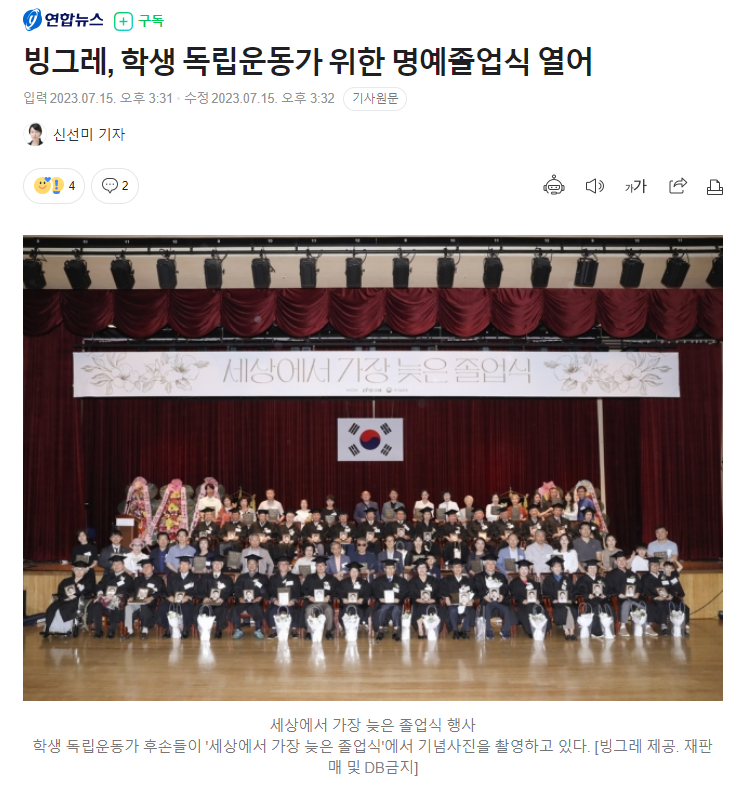 연합뉴스 구독
빙그레, 학생 독립운동가 위한 명예졸업식 열어
입력 2023.07.15. 오후 3:31 · 수정 2023.07.15. 오후 3:32 기사원문
신선미 기자
4 2
가가
세상에서 가장 늦은 졸업식
세상에서 가장 늦은 졸업식 행사
학생 독립운동가 후손들이 '세상에서 가장 늦은 졸업식'에서 기념사진을 촬영하고 있다. [빙그레 제공. 재판
매 및 DB금지]